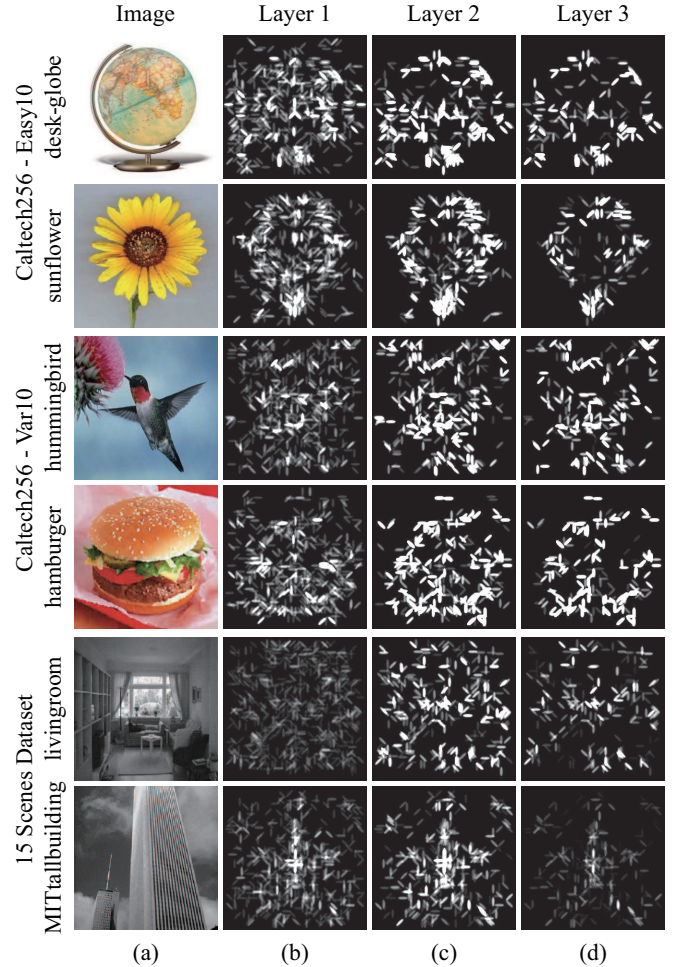 Image Layer 1 Layer 2 Layer 3
Caltech256 - Easy10
desk-globe
sunflower
Caltech256 - Var10
hummingbird
hamburger
15 Scenes Dataset
livingroom
MITtallbuilding
(a) (b) (c) (d)